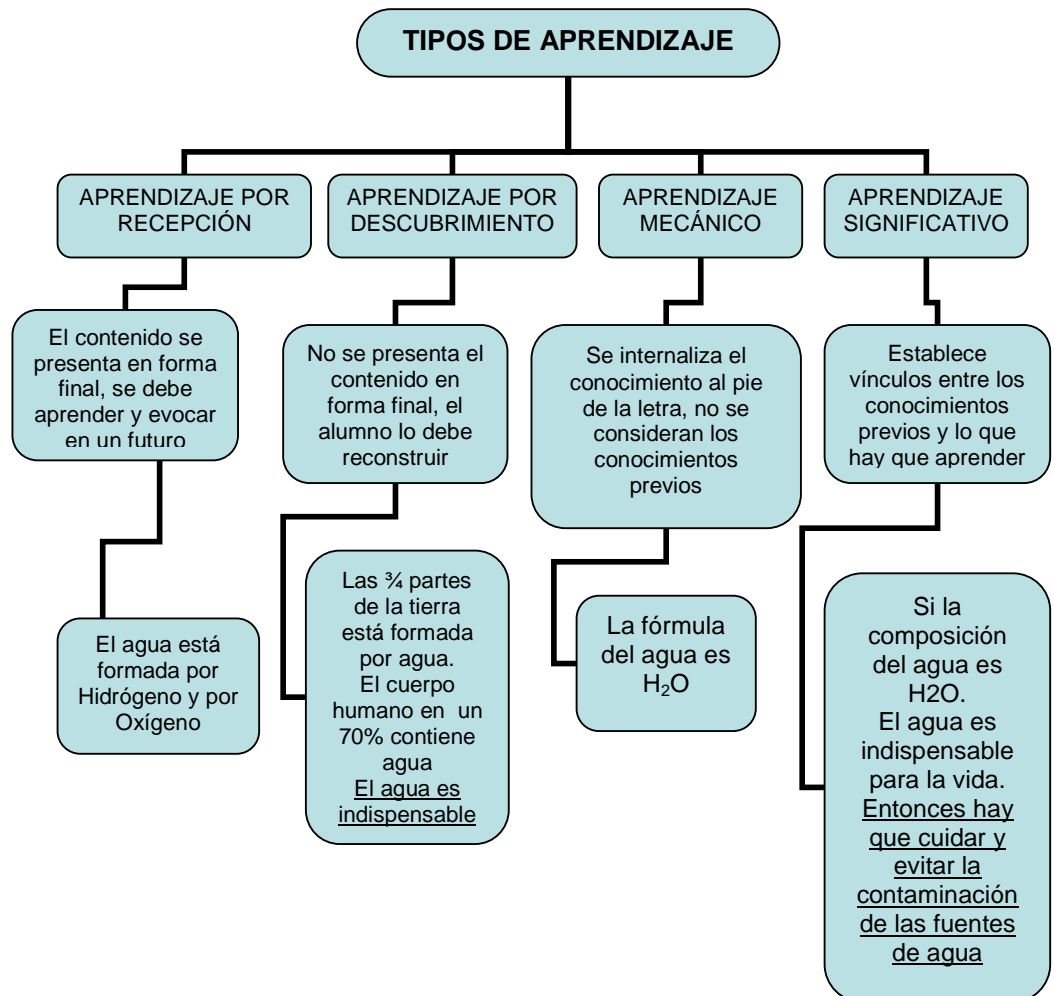 TIPOS DE APRENDIZAJE
APRENDIZAJE POR
RECEPCIÓN
APRENDIZAJE POR
DESCUBRIMIENTO
APRENDIZAJE
MECÁNICO
APRENDIZAJE
SIGNIFICATIVO
El contenido se
presenta en forma
final, se debe
aprender y evocar
en un futuro
No se presenta el
contenido en
forma final, el
alumno lo debe
reconstruir
Se internaliza el
conocimiento al pie
de la letra, no se
consideran los
conocimientos
previos
Establece
vínculos entre los
conocimientos
previos y lo que
hay que aprender
El agua está
formada por
Hidrógeno y por
Oxígeno
Las ¾ partes
de la tierra
está formada
por agua.
El cuerpo
humano en un
70% contiene
agua
El agua es
indispensable
La fórmula
del agua es
H₂O
Si la
composición
del agua es
H2O.
El agua es
indispensable
para la vida.
Entonces hay
que cuidar y
evitar la
contaminación
de las fuentes
de agua